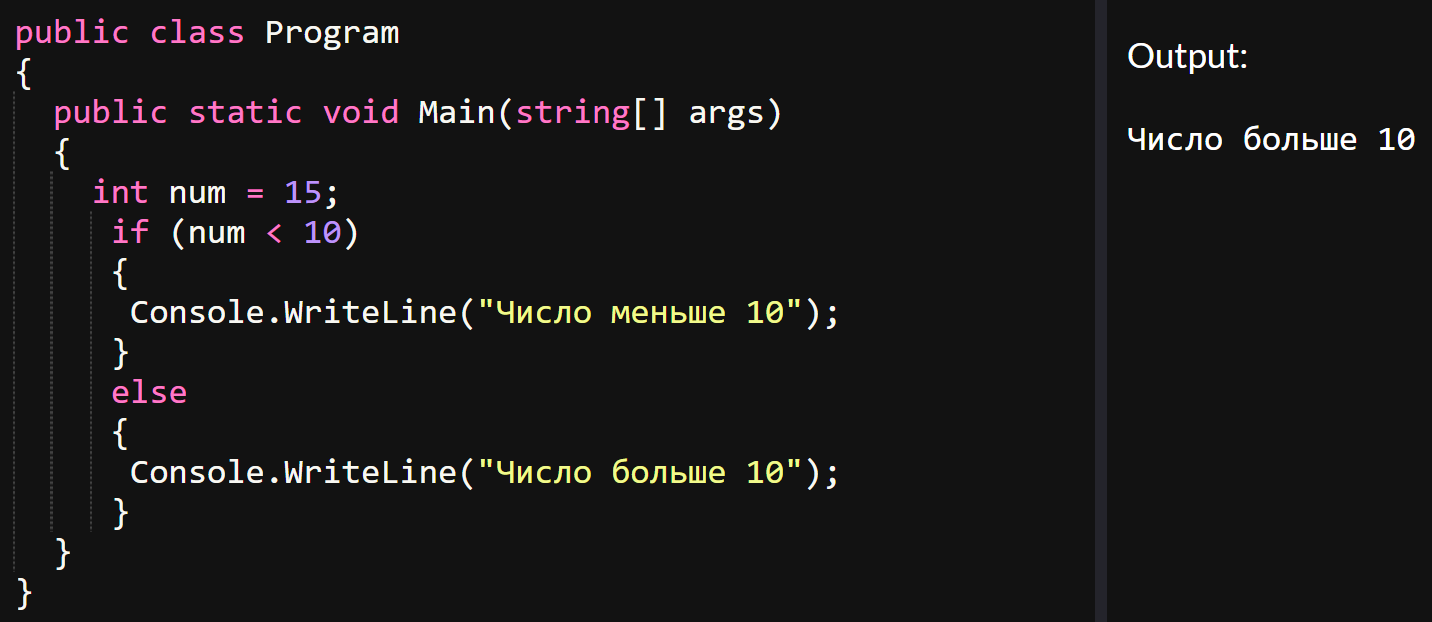 public class Program
{
public static void Main(string[] args)
{
int num = 15;
if (num < 10)
{
Console.WriteLine("Число меньше 10");
}
else
{
Console.WriteLine("Число больше 10");
}
}
}
Output:
Число больше 10